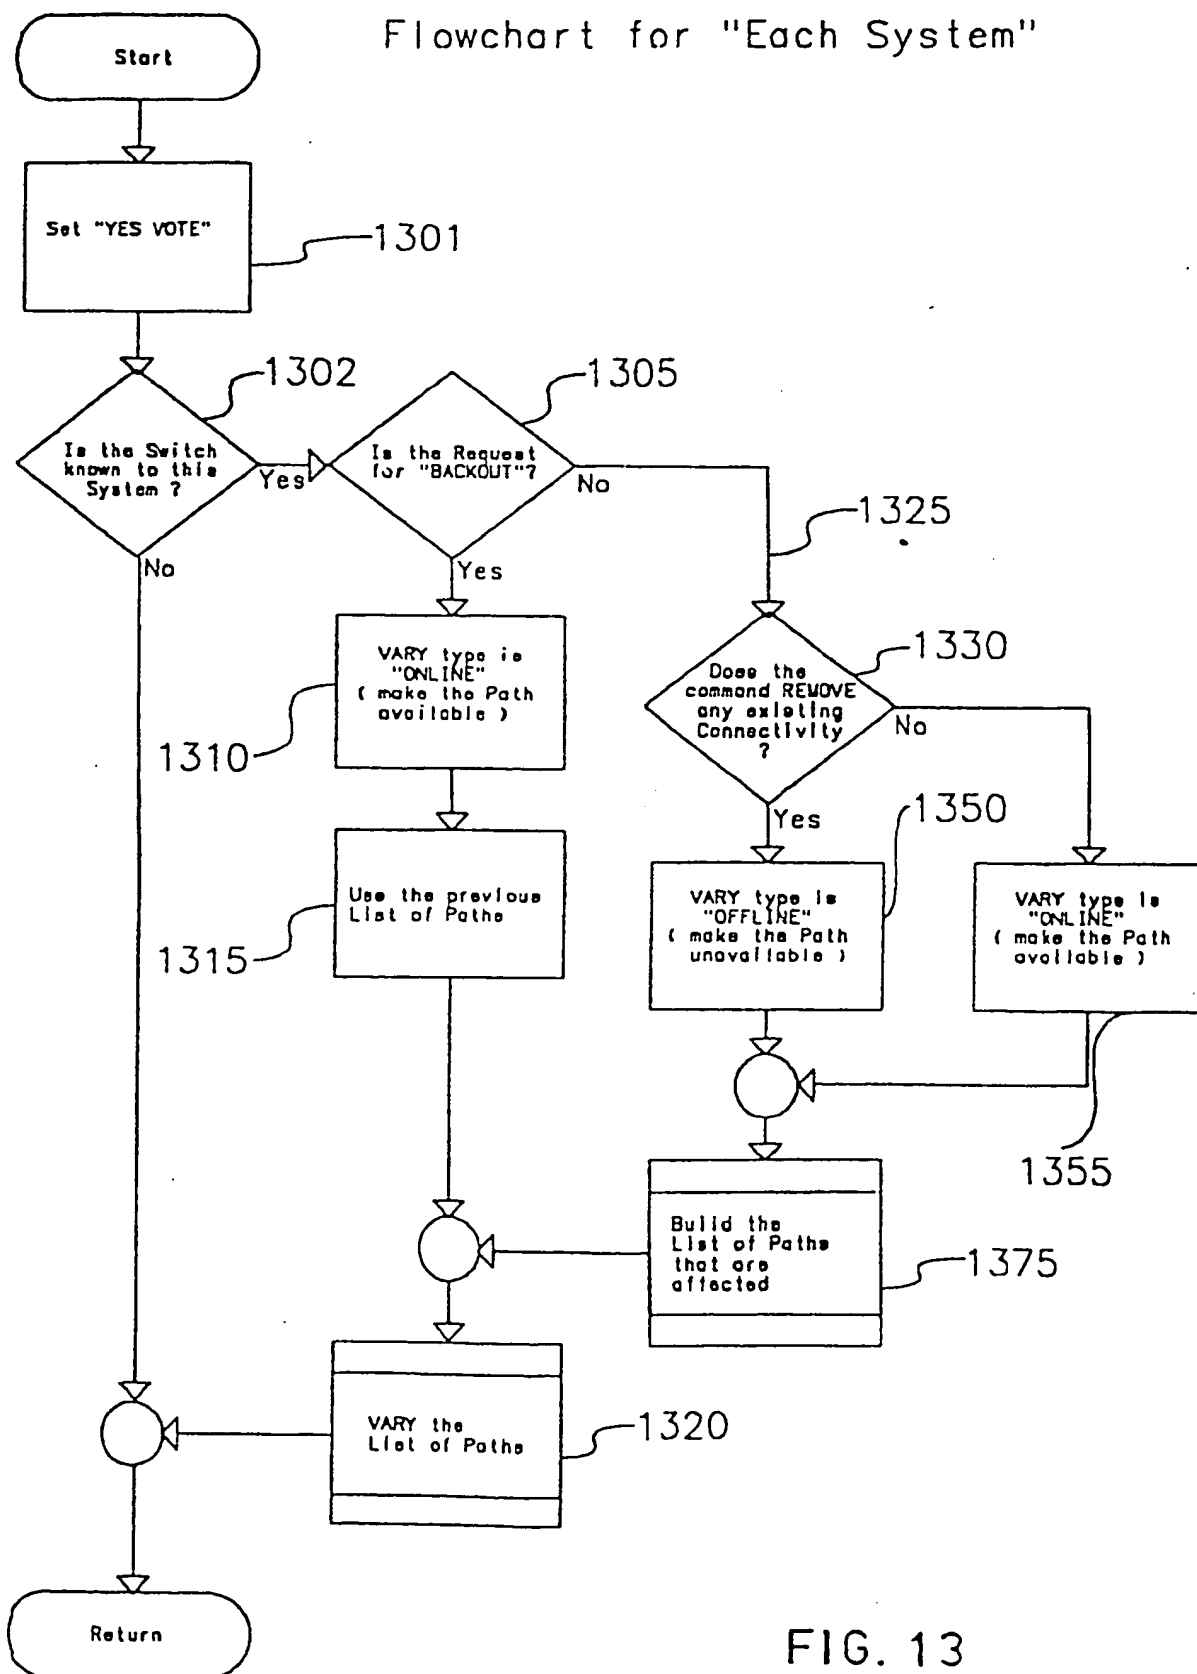 Flowchart for "Each System"
Start
Set "YES VOTE"
1301
1302
Is the Switch
known to this
System ?
Yes
No
1305
Is the Request
for "BACKOUT"?
No
Yes
1325
VARY type is
"ONLINE"
( make the Path
available )
1310
1330
Does the
command REMOVE
any existing
Connectivity
?
No
Yes
Use the previous
List of Paths
1315
1350
VARY type is
"OFFLINE"
( make the Path
unavailable )
VARY type is
"ONLINE"
( make the Path
available )
1355
Build the
List of Paths
that are
affected
1375
VARY the
List of Paths
1320
Return
FIG. 13